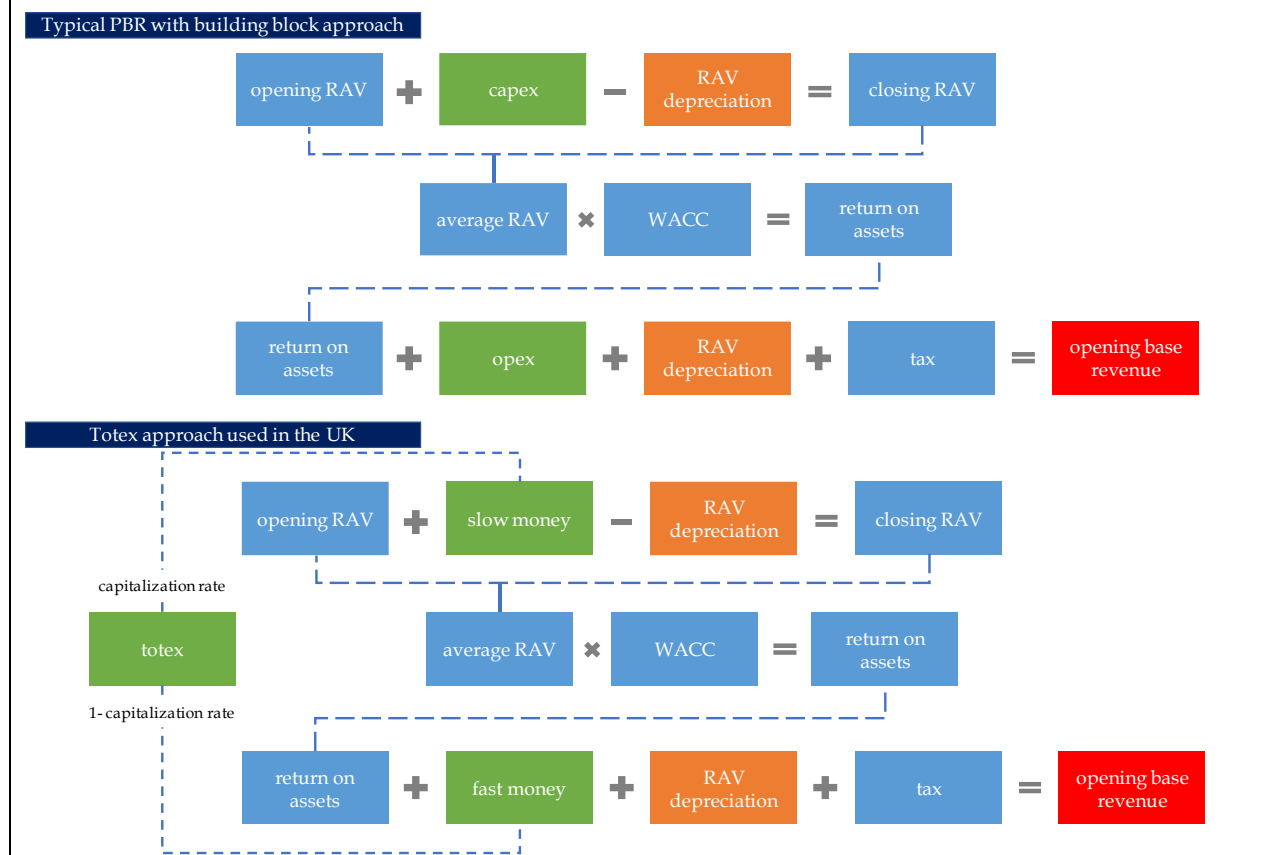 Typical PBR with building block approach
opening RAV + capex − RAV depreciation = closing RAV
average RAV × WACC = return on assets
return on assets + opex + RAV depreciation + tax = opening base revenue
Totex approach used in the UK
opening RAV + slow money − RAV depreciation = closing RAV
capitalization rate
totex
average RAV × WACC = return on assets
1- capitalization rate
return on assets + fast money + RAV depreciation + tax = opening base revenue